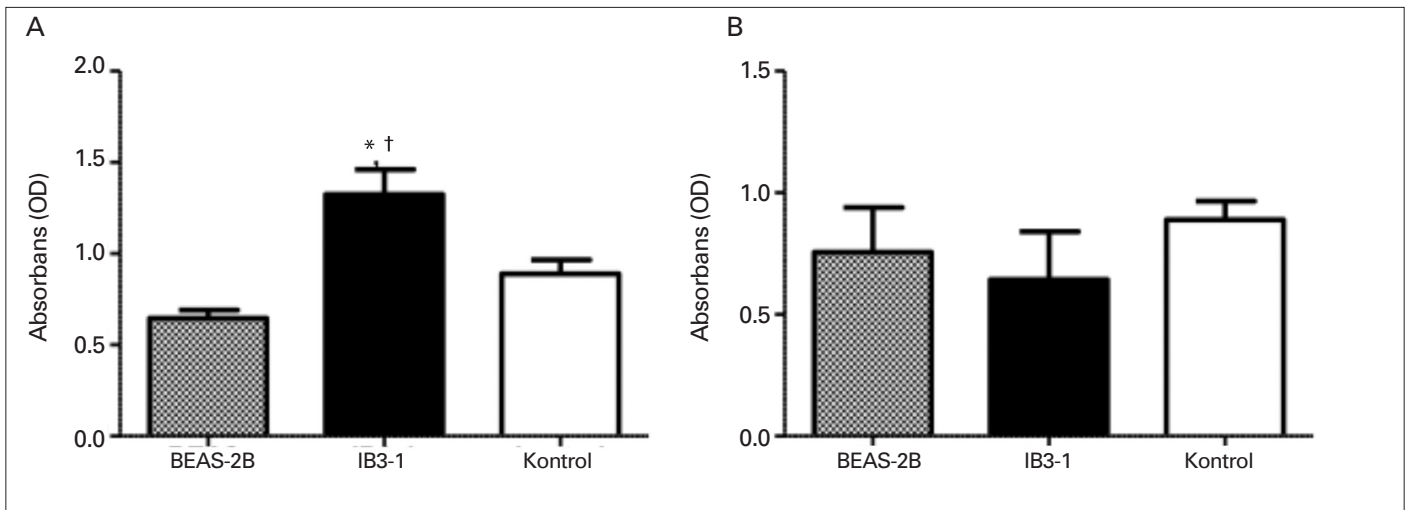 A
Absorbans (OD)
2.0
1.5
1.0
0.5
0.0
* †
BEAS-2B
IB3-1
Kontrol
B
Absorbans (OD)
1.5
1.0
0.5
0.0
BEAS-2B
IB3-1
Kontrol